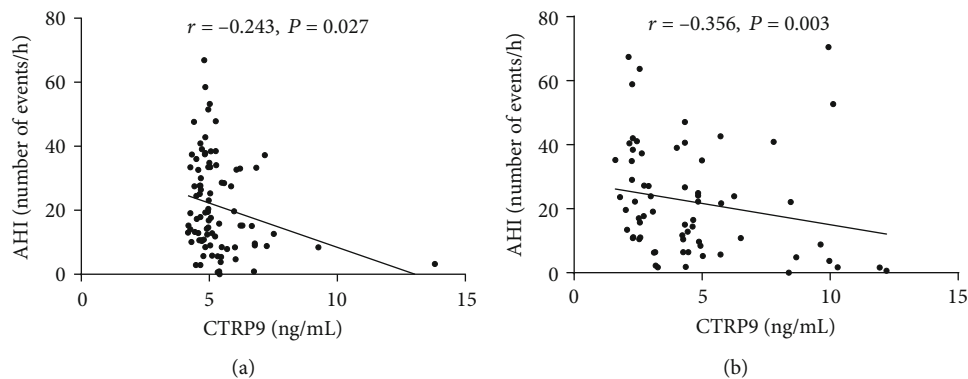 r = –0.243, P = 0.027
AHI (number of events/h)
80
60
40
20
0
0
5
10
15
CTRP9 (ng/mL)
(a)
r = –0.356, P = 0.003
AHI (number of events/h)
80
60
40
20
0
0
5
10
15
CTRP9 (ng/mL)
(b)